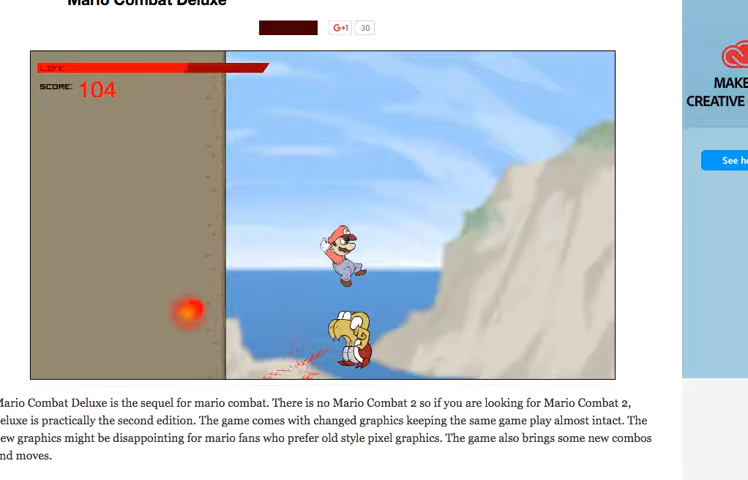 Mario Combat Deluxe
G+1 30
LIFE
SCORE: 104
MAKE
CREATIVE
See
Mario Combat Deluxe is the sequel for mario combat. There is no Mario Combat 2 so if you are looking for Mario Combat 2,
eluxe is practically the second edition. The game comes with changed graphics keeping the same game play almost intact. The
ew graphics might be disappointing for mario fans who prefer old style pixel graphics. The game also brings some new combos
nd moves.